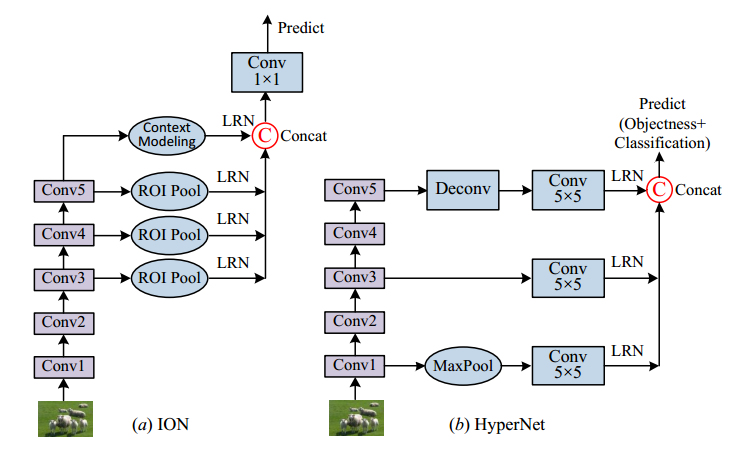 Predict
Conv
1×1
LRN
C
Concat
Context
Modeling
Conv5
ROI Pool
LRN
Conv4
ROI Pool
LRN
Conv3
ROI Pool
LRN
Conv2
Conv1
(a) ION
Predict
(Objectness+
Classification)
Conv5
Deconv
Conv
5×5
LRN
C
Concat
Conv4
Conv3
Conv
5×5
LRN
Conv2
Conv1
MaxPool
Conv
5×5
LRN
(b) HyperNet